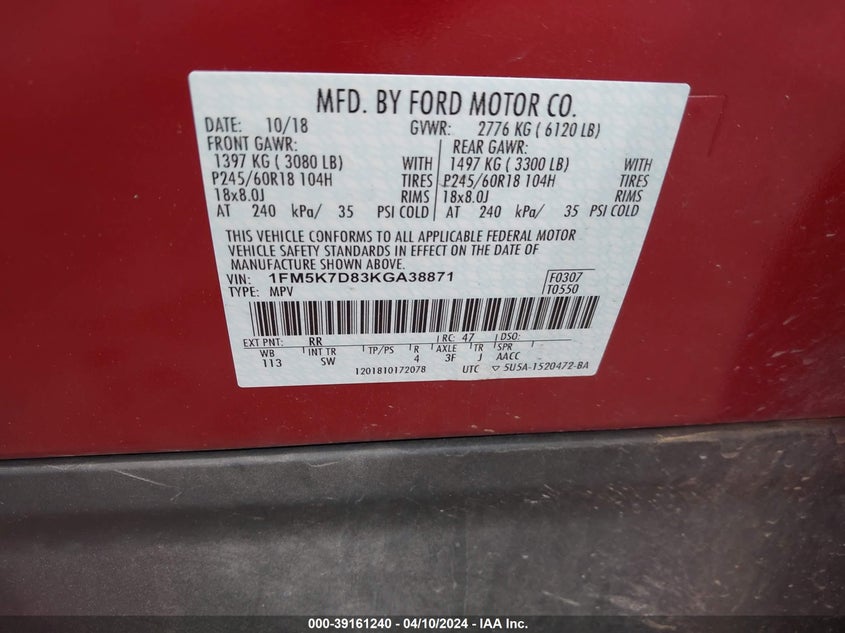 MFD. BY FORD MOTOR CO.
DATE: 10/18 GVWR: 2776 KG ( 6120 LB)
FRONT GAWR: REAR GAWR:
1397 KG ( 3080 LB) WITH 1497 KG ( 3300 LB) WITH
P245/60R18 104H TIRES P245/60R18 104H TIRES
18x8.0J RIMS 18x8.0J RIMS
AT 240 kPa/ 35 PSI COLD AT 240 kPa/ 35 PSI COLD
THIS VEHICLE CONFORMS TO ALL APPLICABLE FEDERAL MOTOR
VEHICLE SAFETY STANDARDS IN EFFECT ON THE DATE OF
MANUFACTURE SHOWN ABOVE.
VIN: 1FM5K7D83KGA38871 F0307
TYPE: MPV T0550
EXT PNT: RR RC: 47 DSO:
WB INT TR TP/PS R AXLE TR SPR
113 SW 4 3F J AACC
1201810172078 UTC ▽ 5U5A-1520472-BA
000-39161240 - 04/10/2024 - IAA Inc.